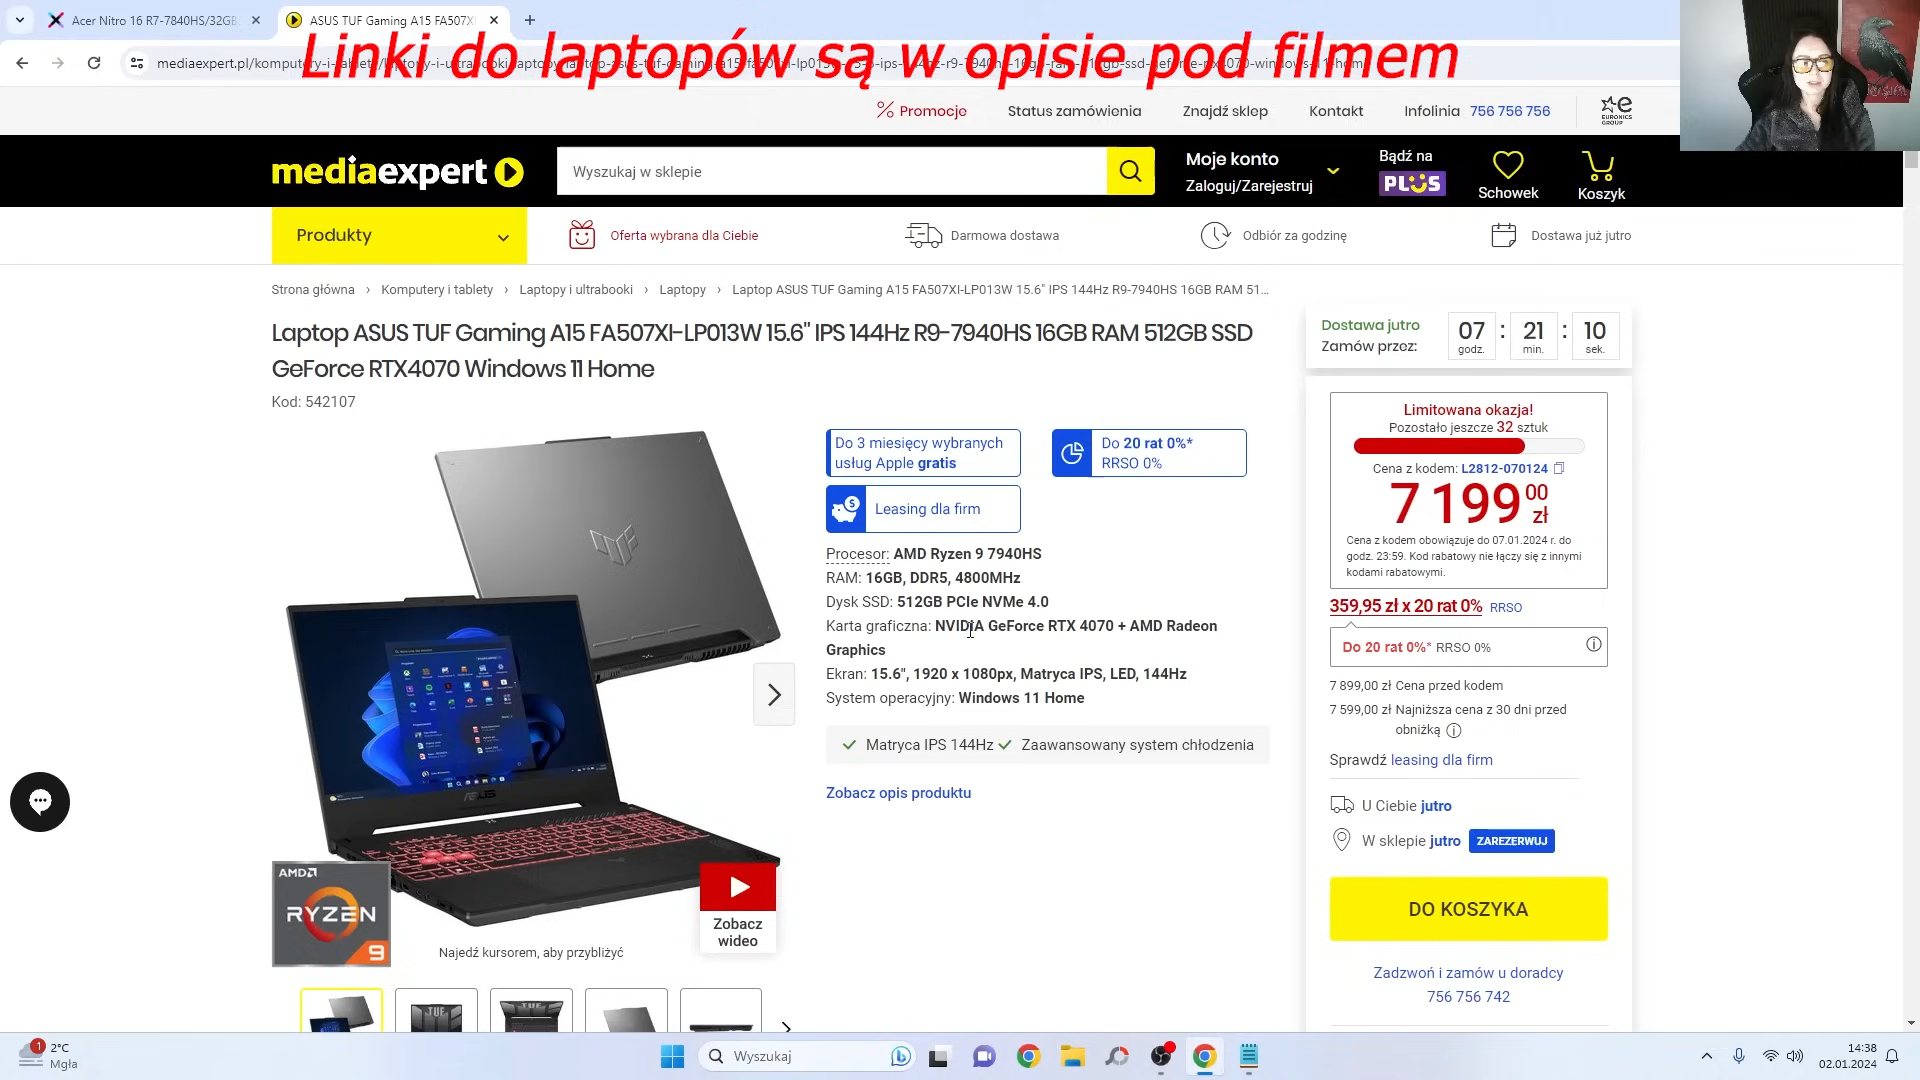 Acer Nitro 16 R7-7840HS/32GB
ASUS TUF Gaming A15 FA507X
Linki do laptopów są w opisie pod filmem
Promocje
Status zamówienia
Znajdź sklep
Kontakt
Infolinia 756 756 756
EURONICS
GROUP
mediaexpert
Wyszukaj w sklepie
Moje konto
Zaloguj/Zarejestruj
Bądź na
PLUS
Schowek
Koszyk
Produkty
Oferta wybrana dla Ciebie
Darmowa dostawa
Odbiór za godzinę
Dostawa już jutro
Strona główna › Komputery i tablety › Laptopy i ultrabooki › Laptopy › Laptop ASUS TUF Gaming A15 FA507XI-LP013W 15.6" IPS 144Hz R9-7940HS 16GB RAM 51...
Laptop ASUS TUF Gaming A15 FA507XI-LP013W 15.6" IPS 144Hz R9-7940HS 16GB RAM 512GB SSD
GeForce RTX4070 Windows 11 Home
Kod: 542107
Dostawa jutro
Zamów przez:
07 : 21 : 10
godz. min. sek.
Do 3 miesięcy wybranych
usług Apple gratis
Do 20 rat 0%*
RRSO 0%
Leasing dla firm
Procesor: AMD Ryzen 9 7940HS
RAM: 16GB, DDR5, 4800MHz
Dysk SSD: 512GB PCIe NVMe 4.0
Karta graficzna: NVIDIA GeForce RTX 4070 + AMD Radeon
Graphics
Ekran: 15.6", 1920 x 1080px, Matryca IPS, LED, 144Hz
System operacyjny: Windows 11 Home
Matryca IPS 144Hz
Zaawansowany system chłodzenia
Zobacz opis produktu
AMD
RYZEN
9
Najedź kursorem, aby przybliżyć
Zobacz
wideo
Limitowana okazja!
Pozostało jeszcze 32 sztuk
Cena z kodem: L2812-070124
7 199 00 zł
Cena z kodem obowiązuje do 07.01.2024 r. do
godz. 23:59. Kod rabatowy nie łączy się z innymi
kodami rabatowymi.
359,95 zł x 20 rat 0% RRSO
Do 20 rat 0%* RRSO 0%
7 899,00 zł Cena przed kodem
7 599,00 zł Najniższa cena z 30 dni przed
obniżką
Sprawdź leasing dla firm
U Ciebie jutro
W sklepie jutro ZAREZERWUJ
DO KOSZYKA
Zadzwoń i zamów u doradcy
756 756 742
1
2°C
Mgła
Wyszukaj
14:38
02.01.2024